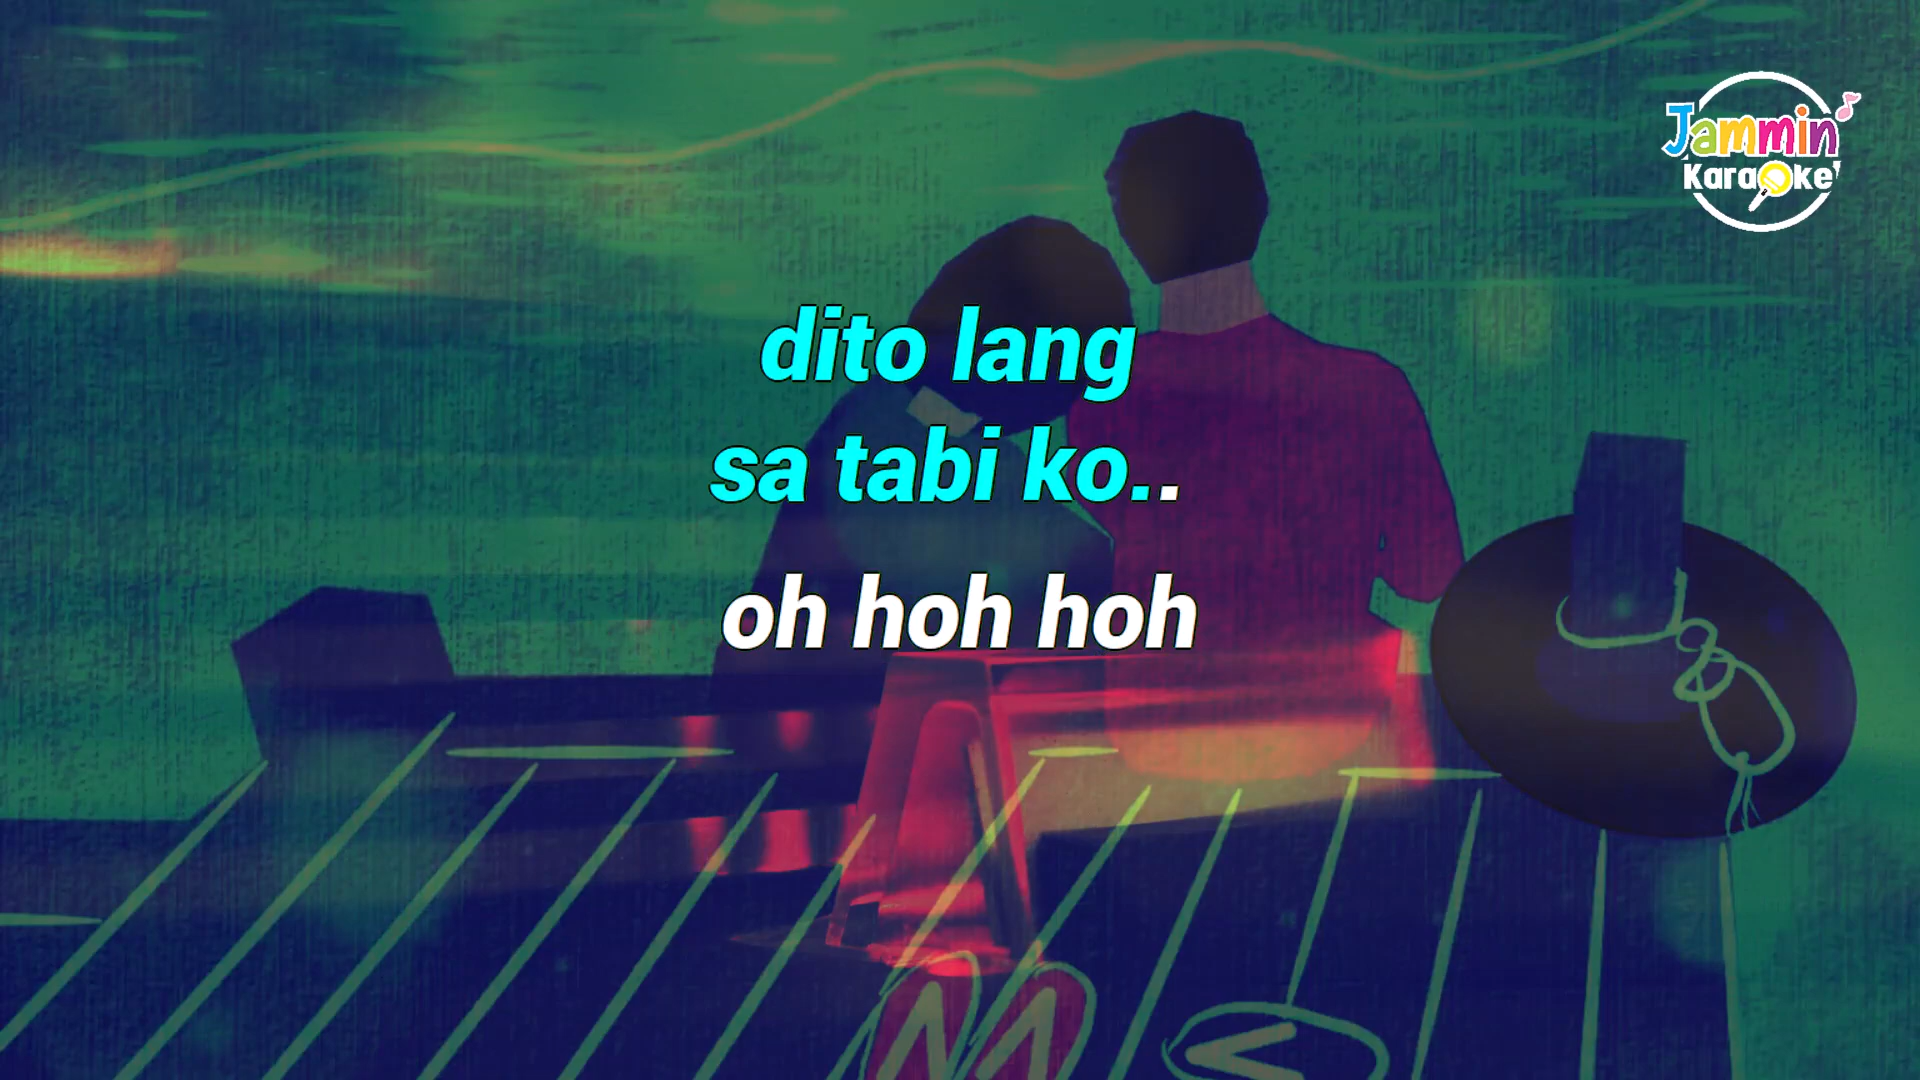 Jammin'
Karaoke
dito lang
sa tabi ko..
oh hoh hoh